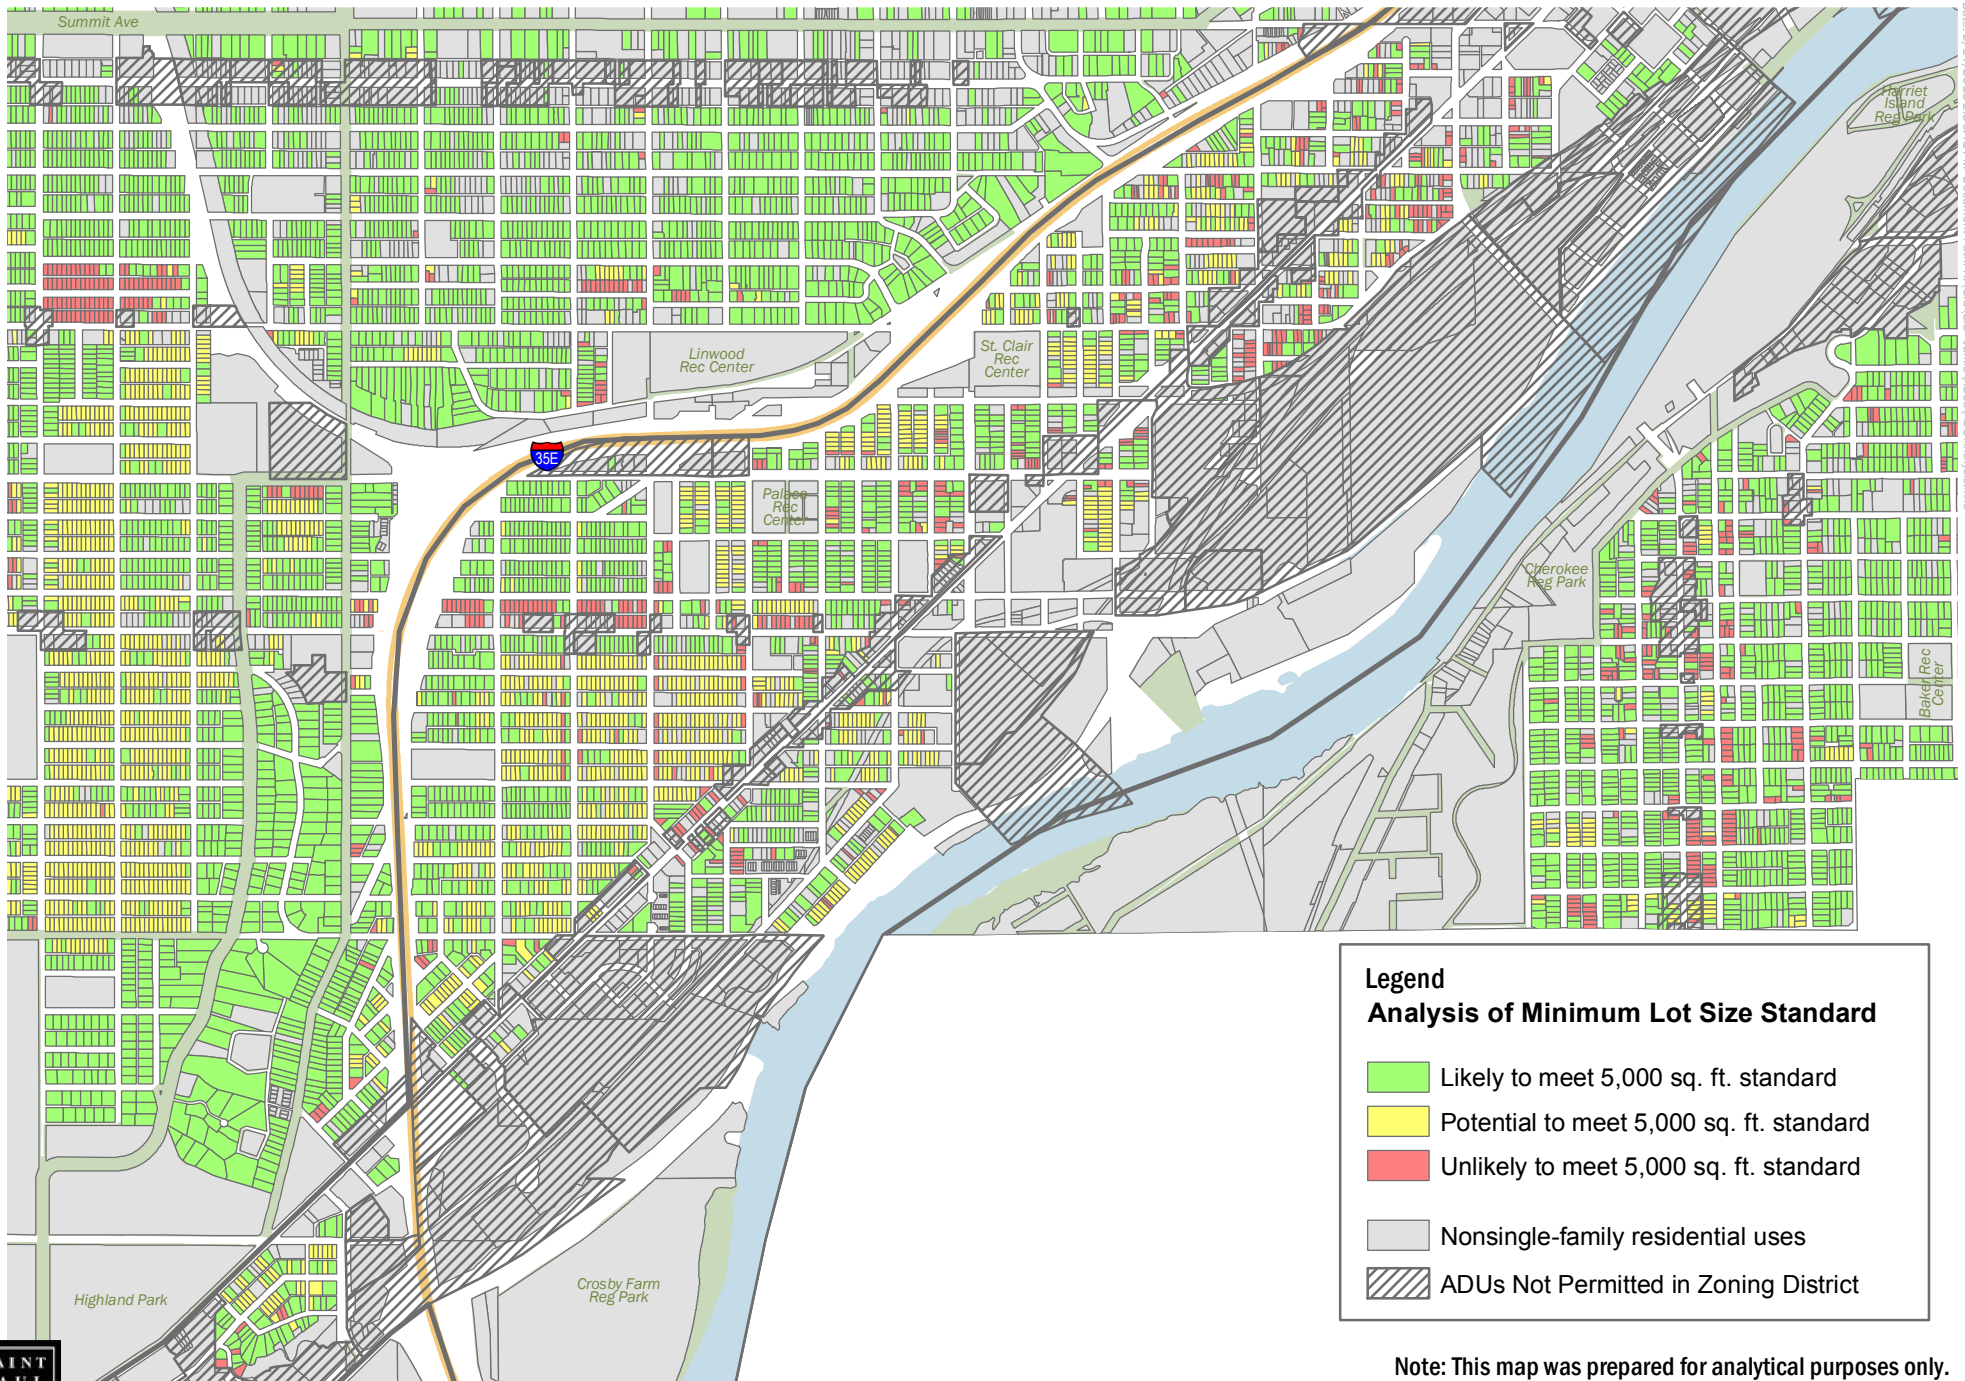 Summit Ave
Harriet
Island
Reg Park
Linwood
Rec Center
St. Clair
Rec
Center
35E
Palace
Rec
Center
Cherokee
Reg Park
Baker Rec
Center
Legend
Analysis of Minimum Lot Size Standard
Likely to meet 5,000 sq. ft. standard
Potential to meet 5,000 sq. ft. standard
Unlikely to meet 5,000 sq. ft. standard
Nonsingle-family residential uses
ADUs Not Permitted in Zoning District
Crosby Farm
Reg Park
Highland Park
Note: This map was prepared for analytical purposes only.